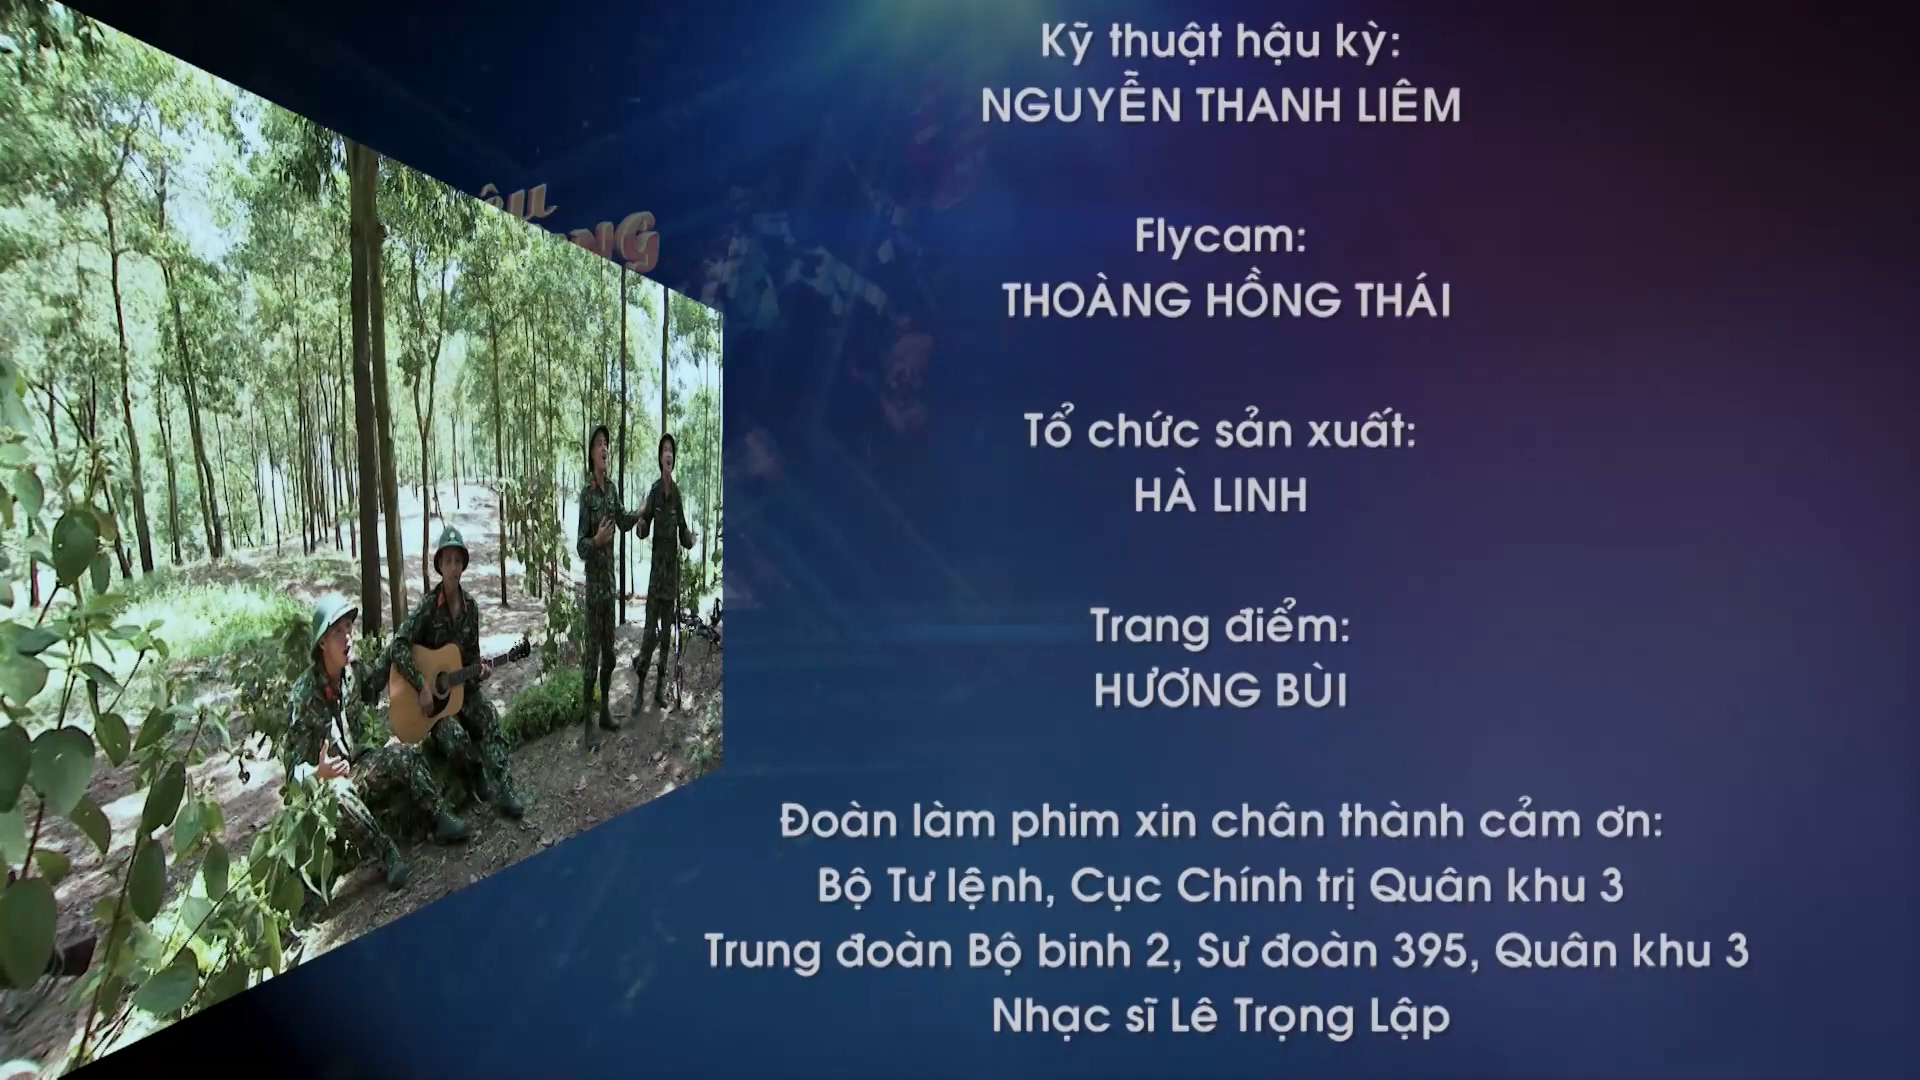 Kỹ thuật hậu kỳ:
NGUYỄN THANH LIÊM
Flycam:
THOÀNG HỒNG THÁI
Tổ chức sản xuất:
HÀ LINH
Trang điểm:
HƯƠNG BÙI
Đoàn làm phim xin chân thành cảm ơn:
Bộ Tư lệnh, Cục Chính trị Quân khu 3
Trung đoàn Bộ binh 2, Sư đoàn 395, Quân khu 3
Nhạc sĩ Lê Trọng Lập